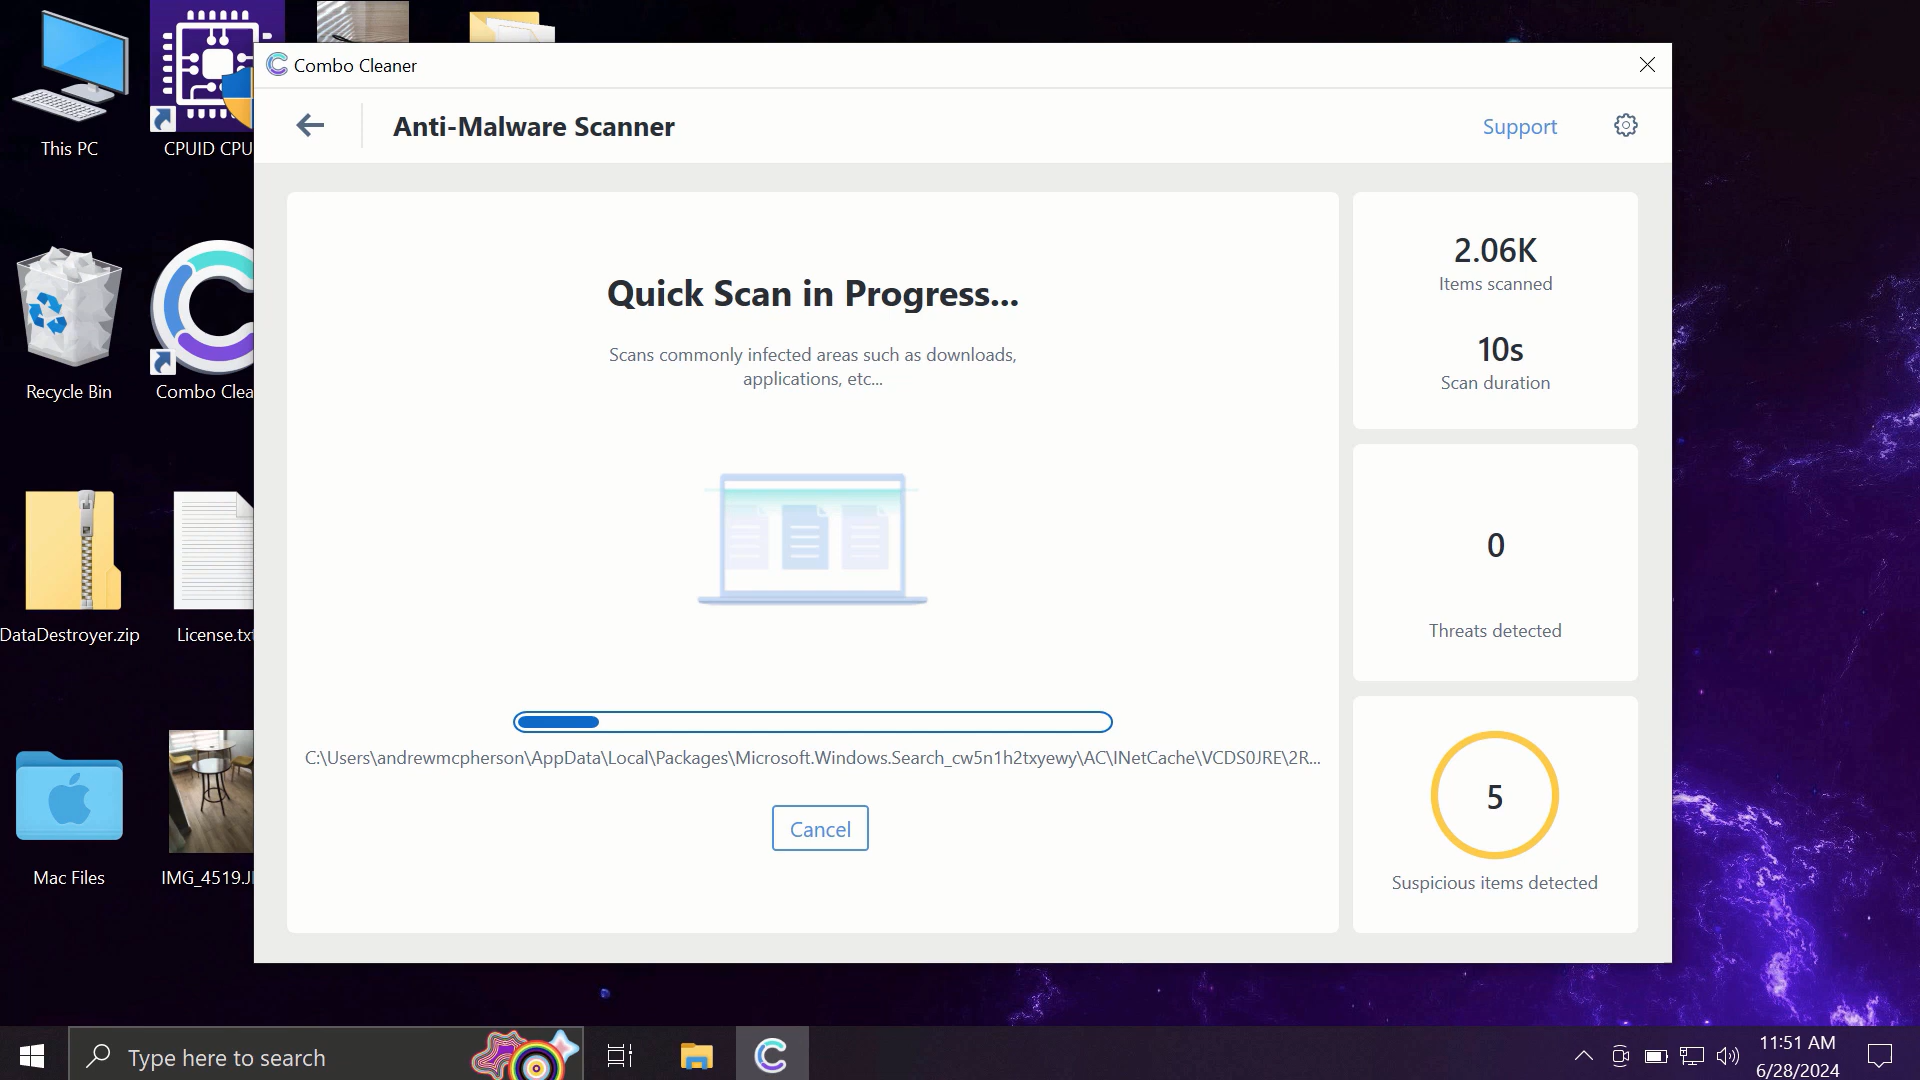 This PC
CPUID CPU
Recycle Bin
Combo Clea
DataDestroyer.zip
License.txt
Mac Files
IMG_4519.J
Combo Cleaner
Anti-Malware Scanner
Support
Quick Scan in Progress...
Scans commonly infected areas such as downloads,
applications, etc...
C:\Users\andrewmcpherson\AppData\Local\Packages\Microsoft.Windows.Search_cw5n1h2txyewy\AC\INetCache\VCDS0JRE\2R...
Cancel
2.06K
Items scanned
10s
Scan duration
0
Threats detected
5
Suspicious items detected
Type here to search
11:51 AM
6/28/2024